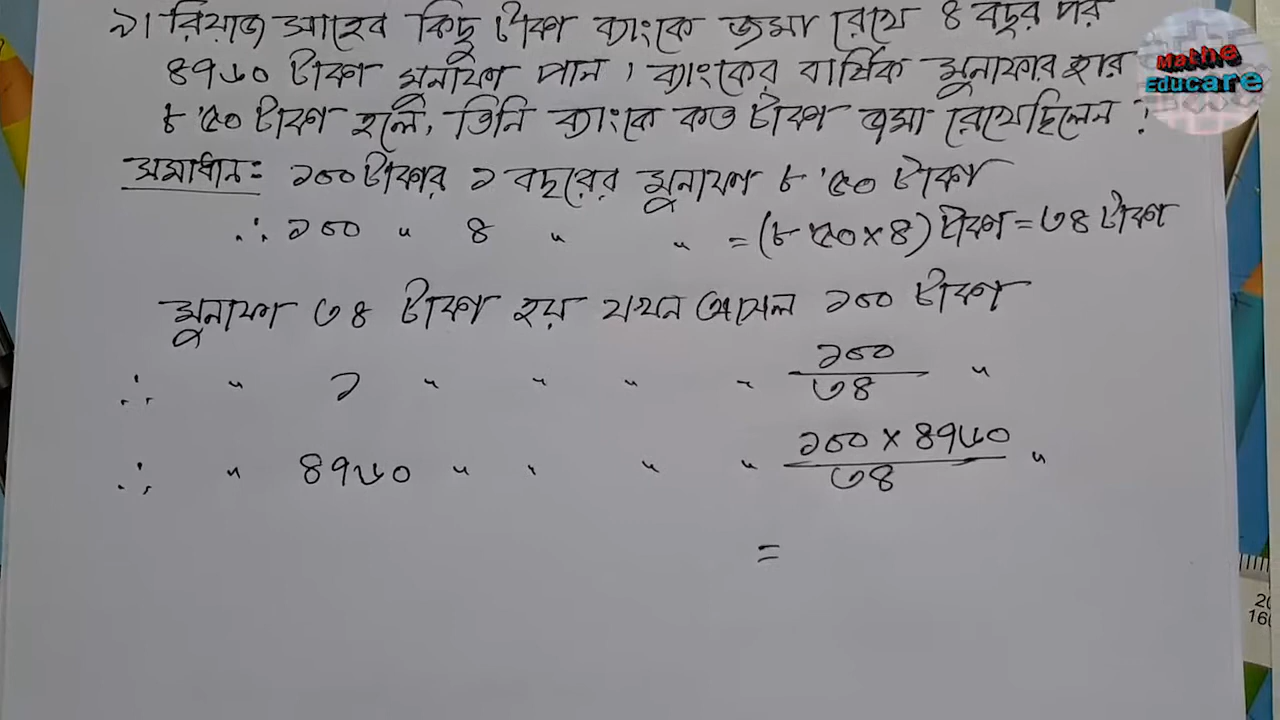 ৯। রিয়াজ সাহেব কিছু টাকা ব্যাংকে জমা রেখে ৪ বছর পর
৪৭৬০ টাকা মুনাফা পান। ব্যাংকের বার্ষিক মুনাফার হার
৮'৫০ টাকা হলে, তিনি ব্যাংকে কত টাকা জমা রেখেছিলেন?
সমাধান: ১০০ টাকার ১ বছরের মুনাফা ৮'৫০ টাকা
∴ ১০০ " ৪ " " = (৮'৫০×৪) টাকা = ৩৪ টাকা
মুনাফা ৩৪ টাকা হয় যখন আসল ১০০ টাকা
∴ " ১ " " " " ১০০/৩৪ "
∴ " ৪৭৬০ " " " " ১০০×৪৭৬০/৩৪ "
=
Mathe
Educare